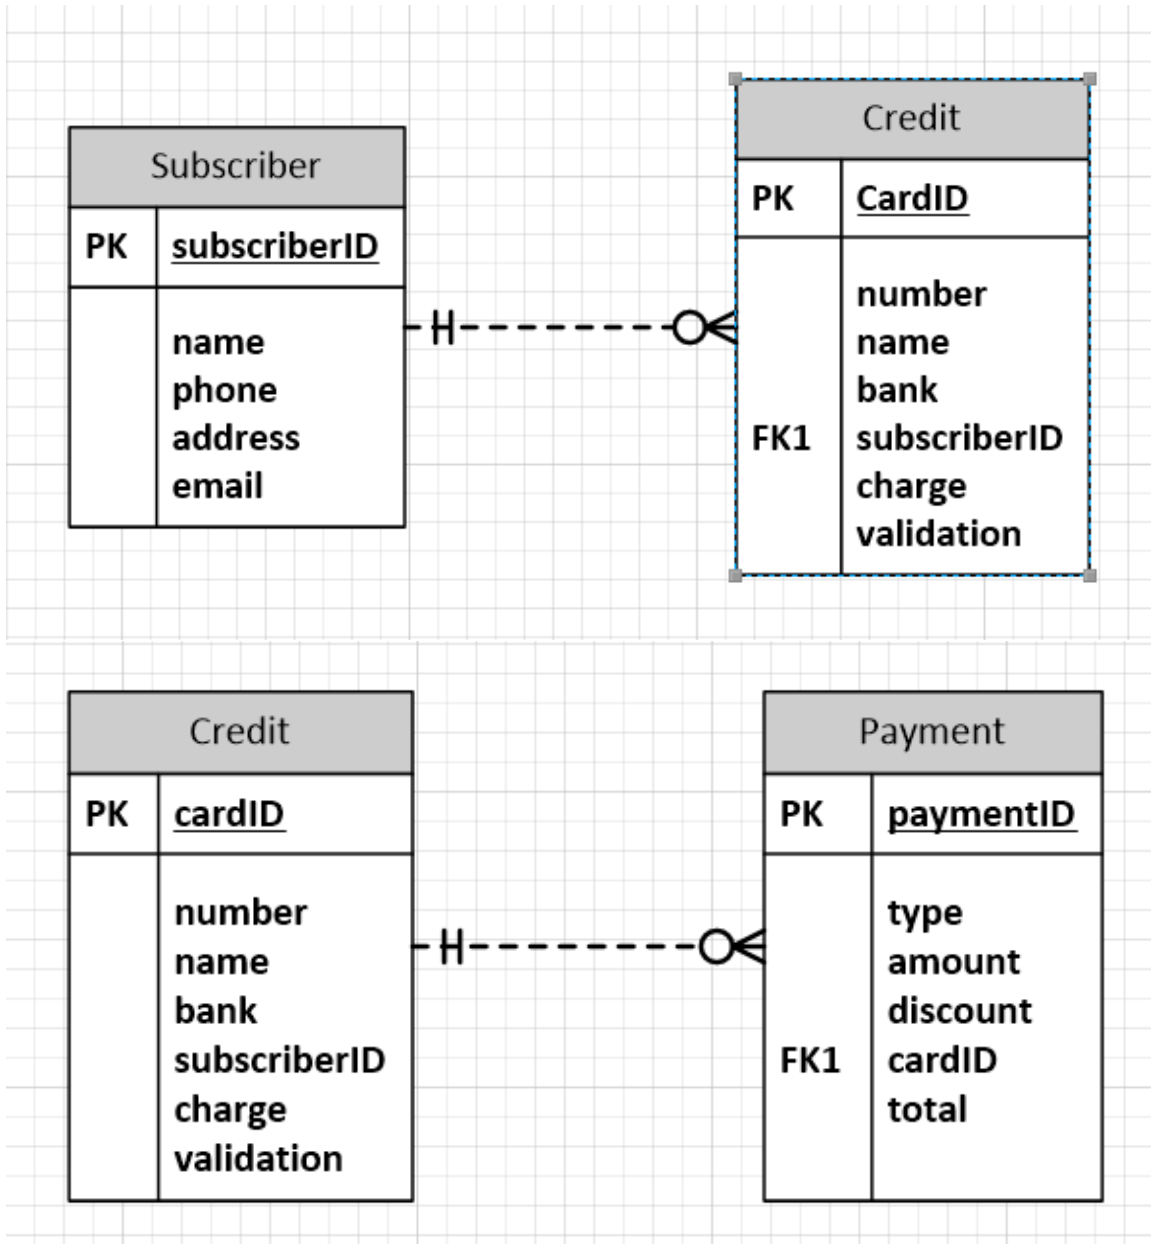 Subscriber
PK subscriberID
name
phone
address
email
Credit
PK CardID
number
name
bank
FK1 subscriberID
charge
validation
Credit
PK cardID
number
name
bank
subscriberID
charge
validation
Payment
PK paymentID
type
amount
discount
FK1 cardID
total